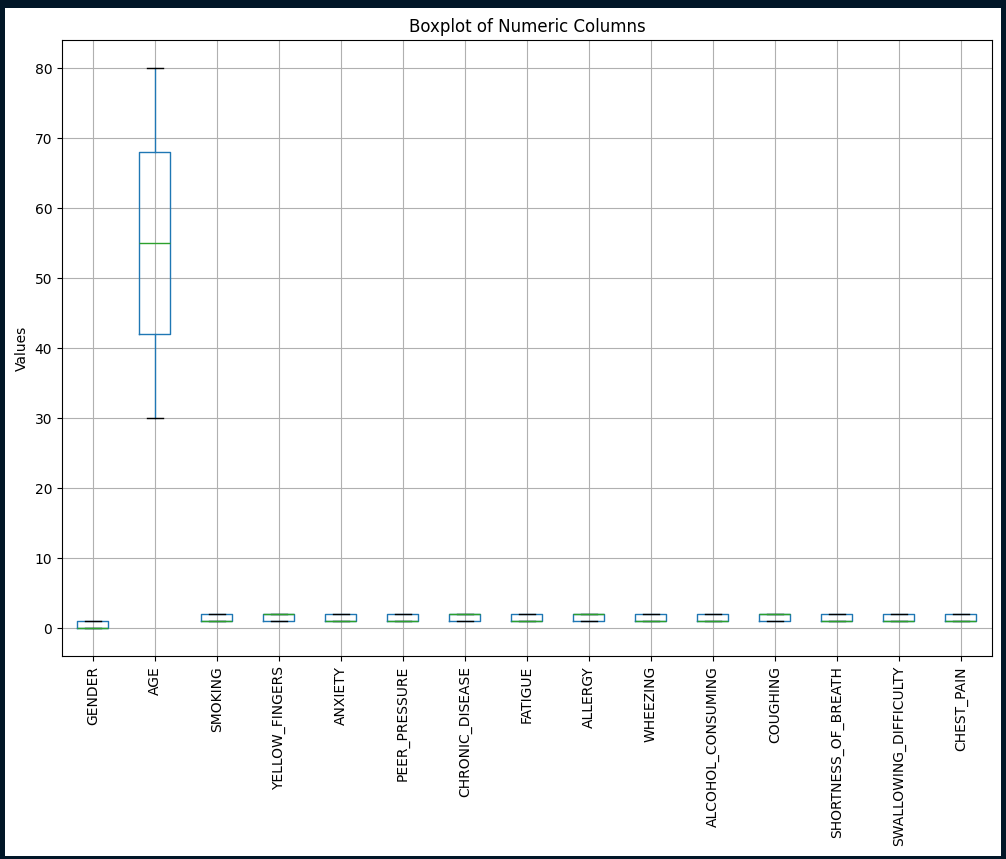 Boxplot of Numeric Columns
80
70
60
50
40
30
20
10
0
Values
GENDER
AGE
SMOKING
YELLOW_FINGERS
ANXIETY
PEER_PRESSURE
CHRONIC_DISEASE
FATIGUE
ALLERGY
WHEEZING
ALCOHOL_CONSUMING
COUGHING
SHORTNESS_OF_BREATH
SWALLOWING_DIFFICULTY
CHEST_PAIN